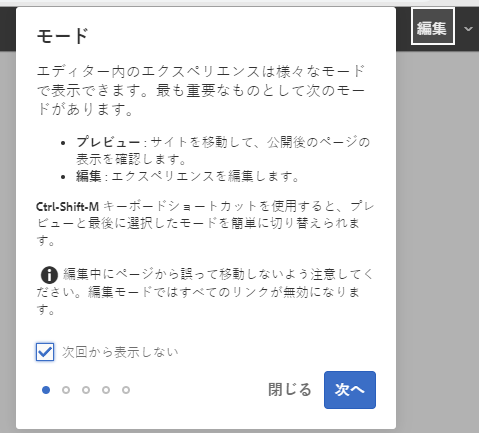 編集
モード
エディター内のエクスペリエンスは様々なモード
で表示できます。最も重要なものとして次のモー
ドがあります。
• プレビュー : サイトを移動して、公開後のページの
表示を確認します。
• 編集 : エクスペリエンスを編集します。
Ctrl-Shift-M キーボードショートカットを使用すると、プレ
ビューと最後に選択したモードを簡単に切り替えられま
す。
編集中にページから誤って移動しないよう注意してく
ださい。編集モードではすべてのリンクが無効になりま
す。
次回から表示しない
閉じる 次へ